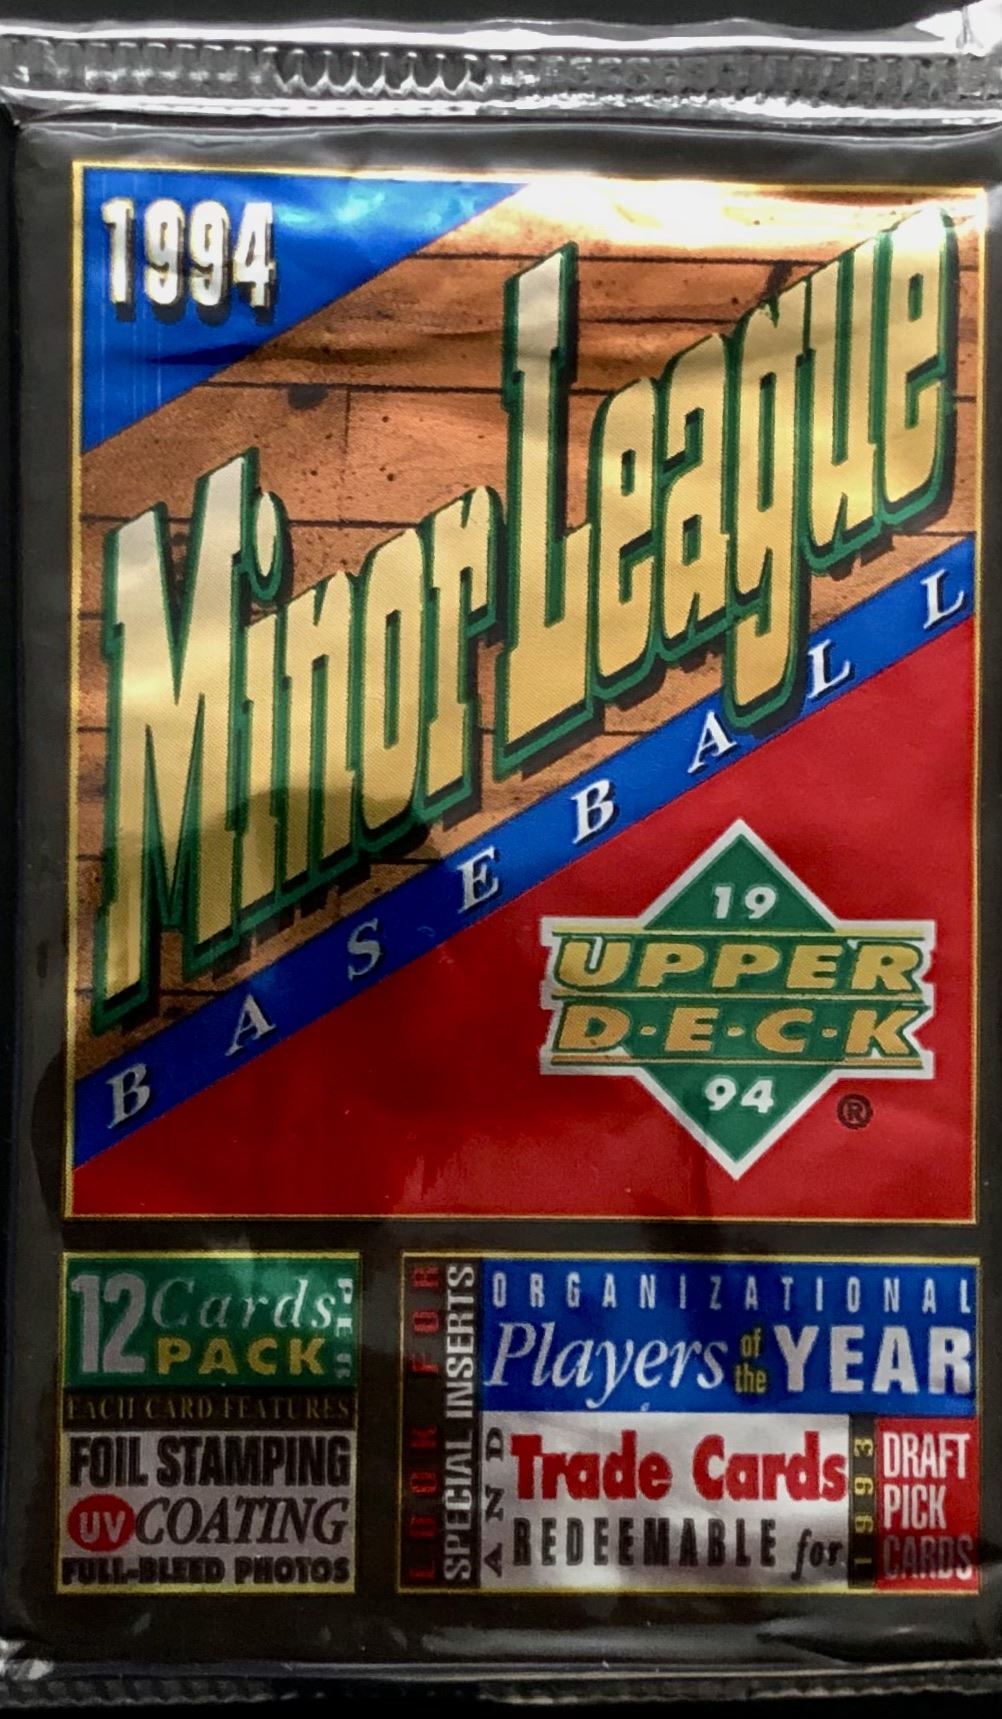 1994
Minor League
BASEBALL
19
UPPER
D·E·C·K
94
®
12 Cards PER
PACK
EACH CARD FEATURES
FOIL STAMPING
UV COATING
FULL-BLEED PHOTOS
LOOK FOR
SPECIAL INSERTS
ORGANIZATIONAL
Players of the YEAR
AND
Trade Cards
REDEEMABLE for
1993
DRAFT
PICK
CARDS